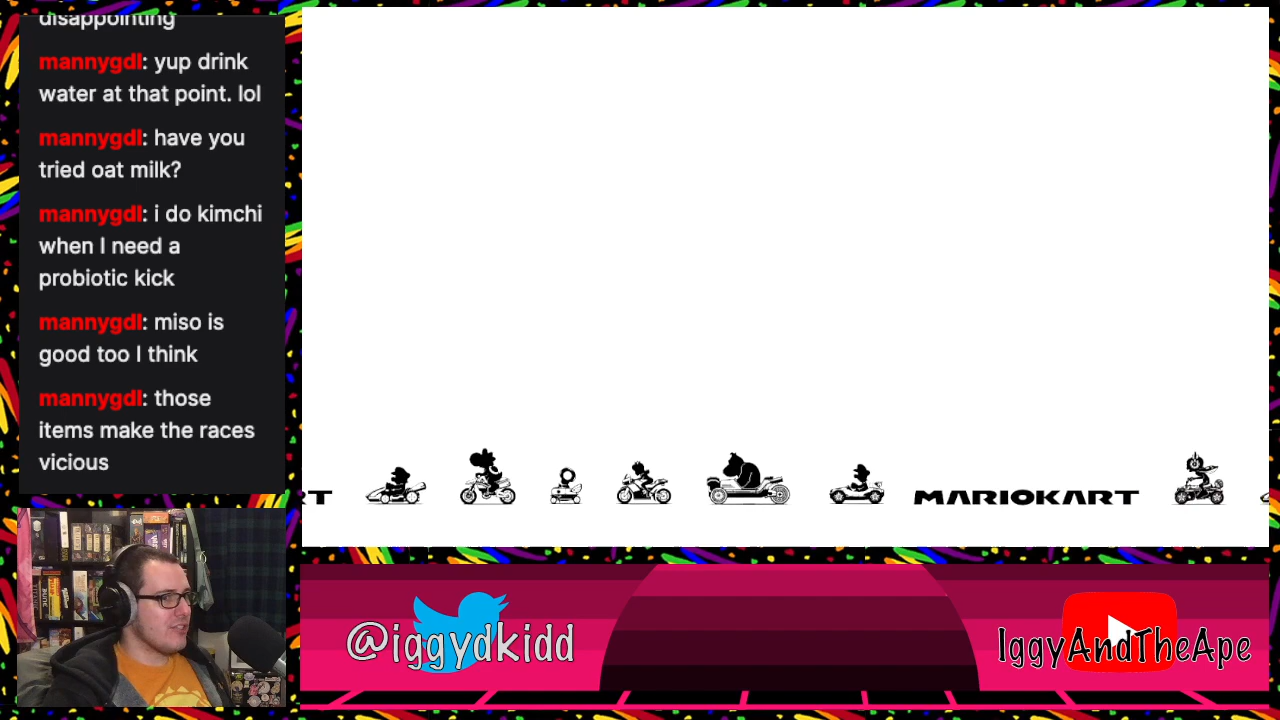 disappointing
mannygdl: yup drink
water at that point. lol
mannygdl: have you
tried oat milk?
mannygdl: i do kimchi
when I need a
probiotic kick
mannygdl: miso is
good too I think
mannygdl: those
items make the races
vicious
RT
MARIOKART
@iggydkidd
IggyAndTheApe